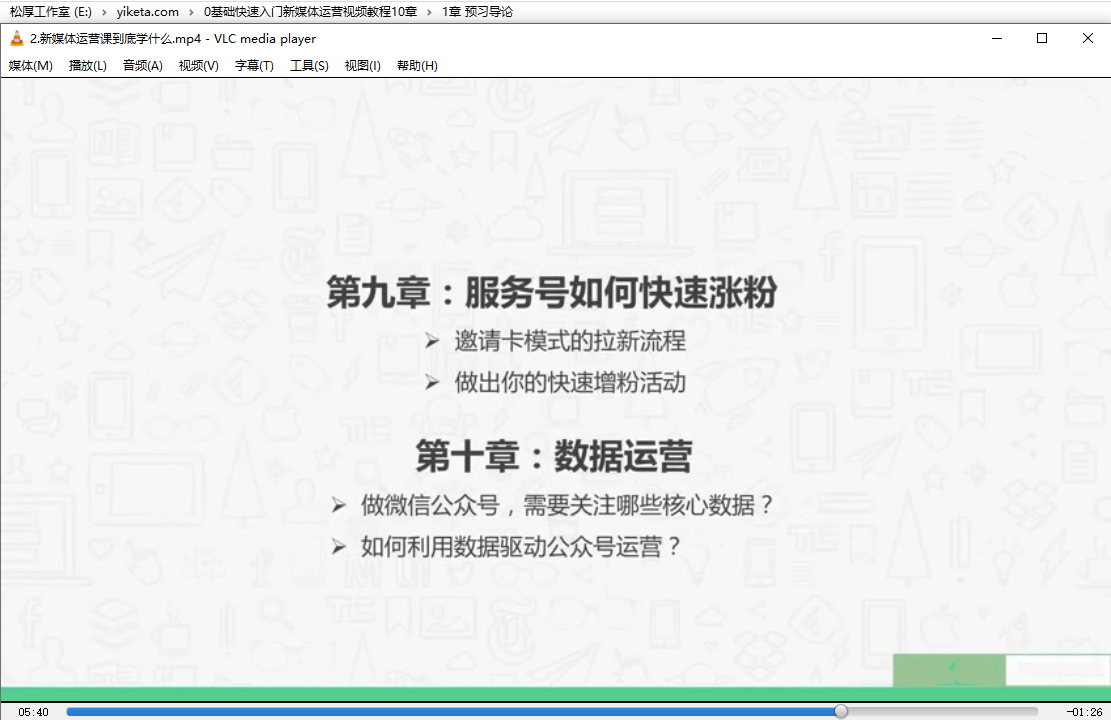 松厚工作室 (E:) › yiketa.com › 0基础快速入门新媒体运营视频教程10章 › 1章 预习导论
2.新媒体运营课到底学什么.mp4 - VLC media player
媒体(M) 播放(L) 音频(A) 视频(V) 字幕(T) 工具(S) 视图(I) 帮助(H)
第九章：服务号如何快速涨粉
➢ 邀请卡模式的拉新流程
➢ 做出你的快速增粉活动
第十章：数据运营
➢ 做微信公众号，需要关注哪些核心数据？
➢ 如何利用数据驱动公众号运营？
05:40 -01:26